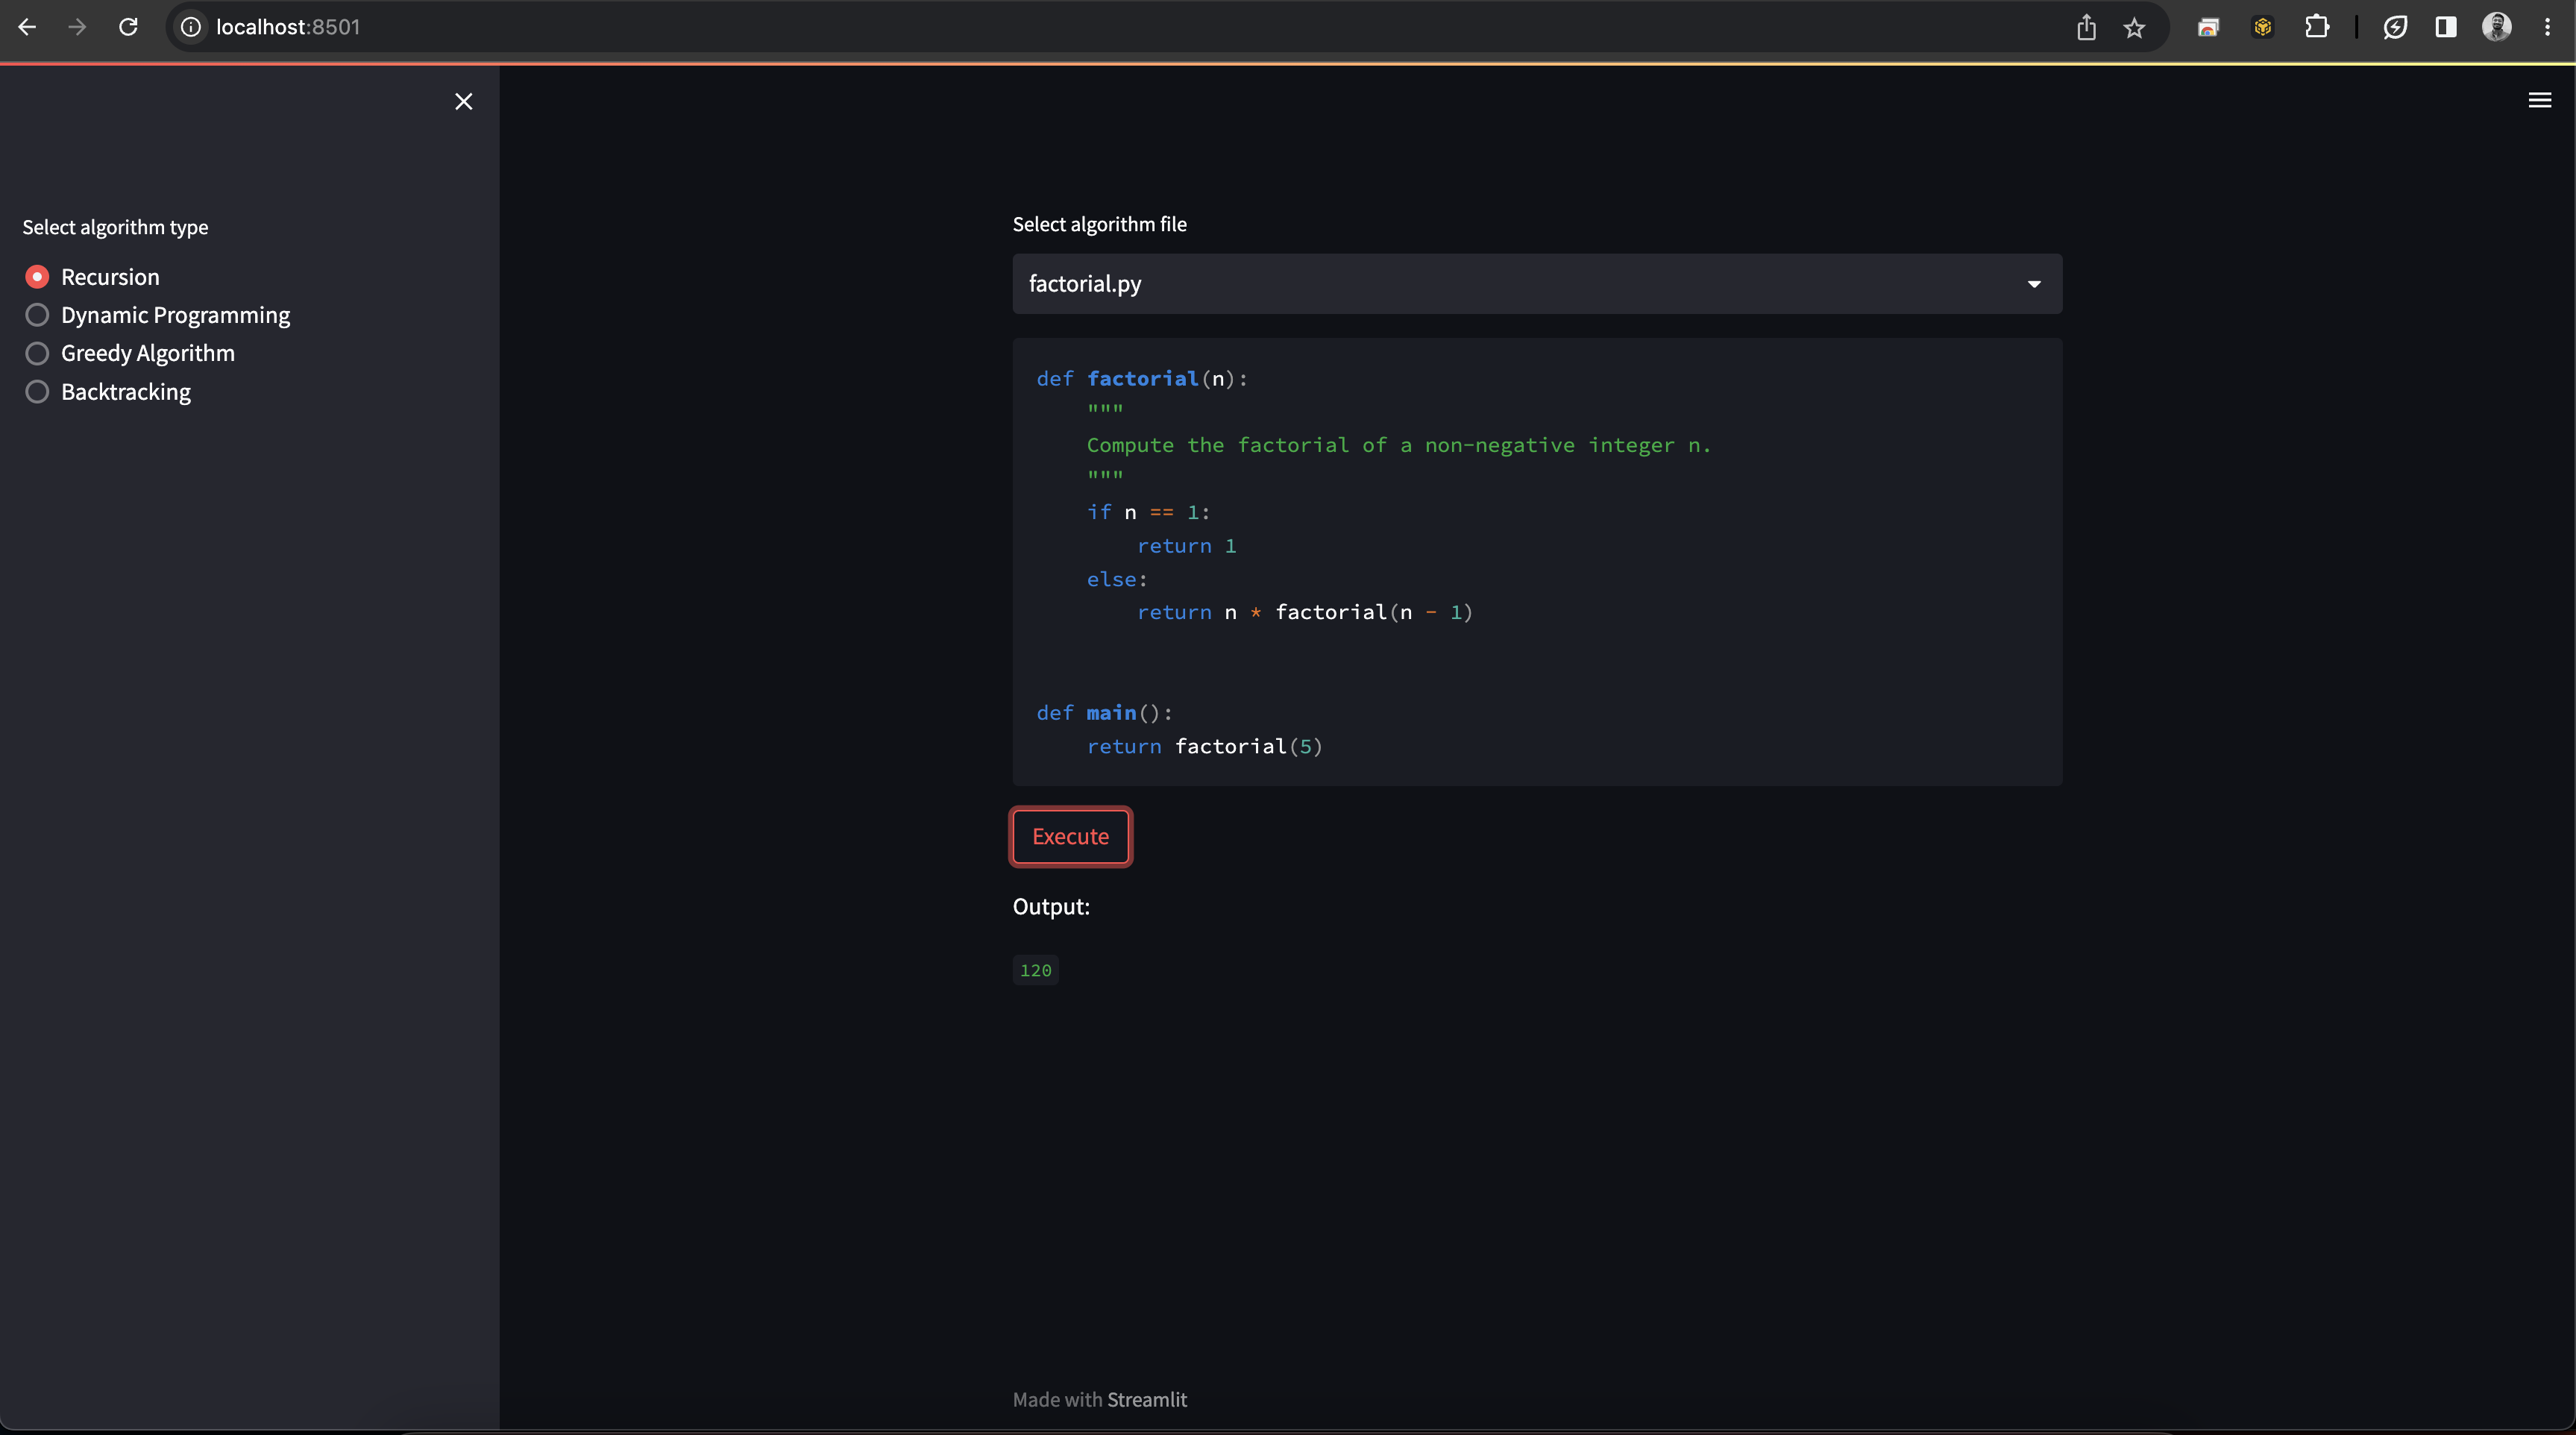 localhost:8501
Select algorithm type
Recursion
Dynamic Programming
Greedy Algorithm
Backtracking
Select algorithm file
factorial.py
def factorial(n):
    """
    Compute the factorial of a non-negative integer n.
    """
    if n == 1:
        return 1
    else:
        return n * factorial(n - 1)
def main():
    return factorial(5)
Execute
Output:
120
Made with Streamlit